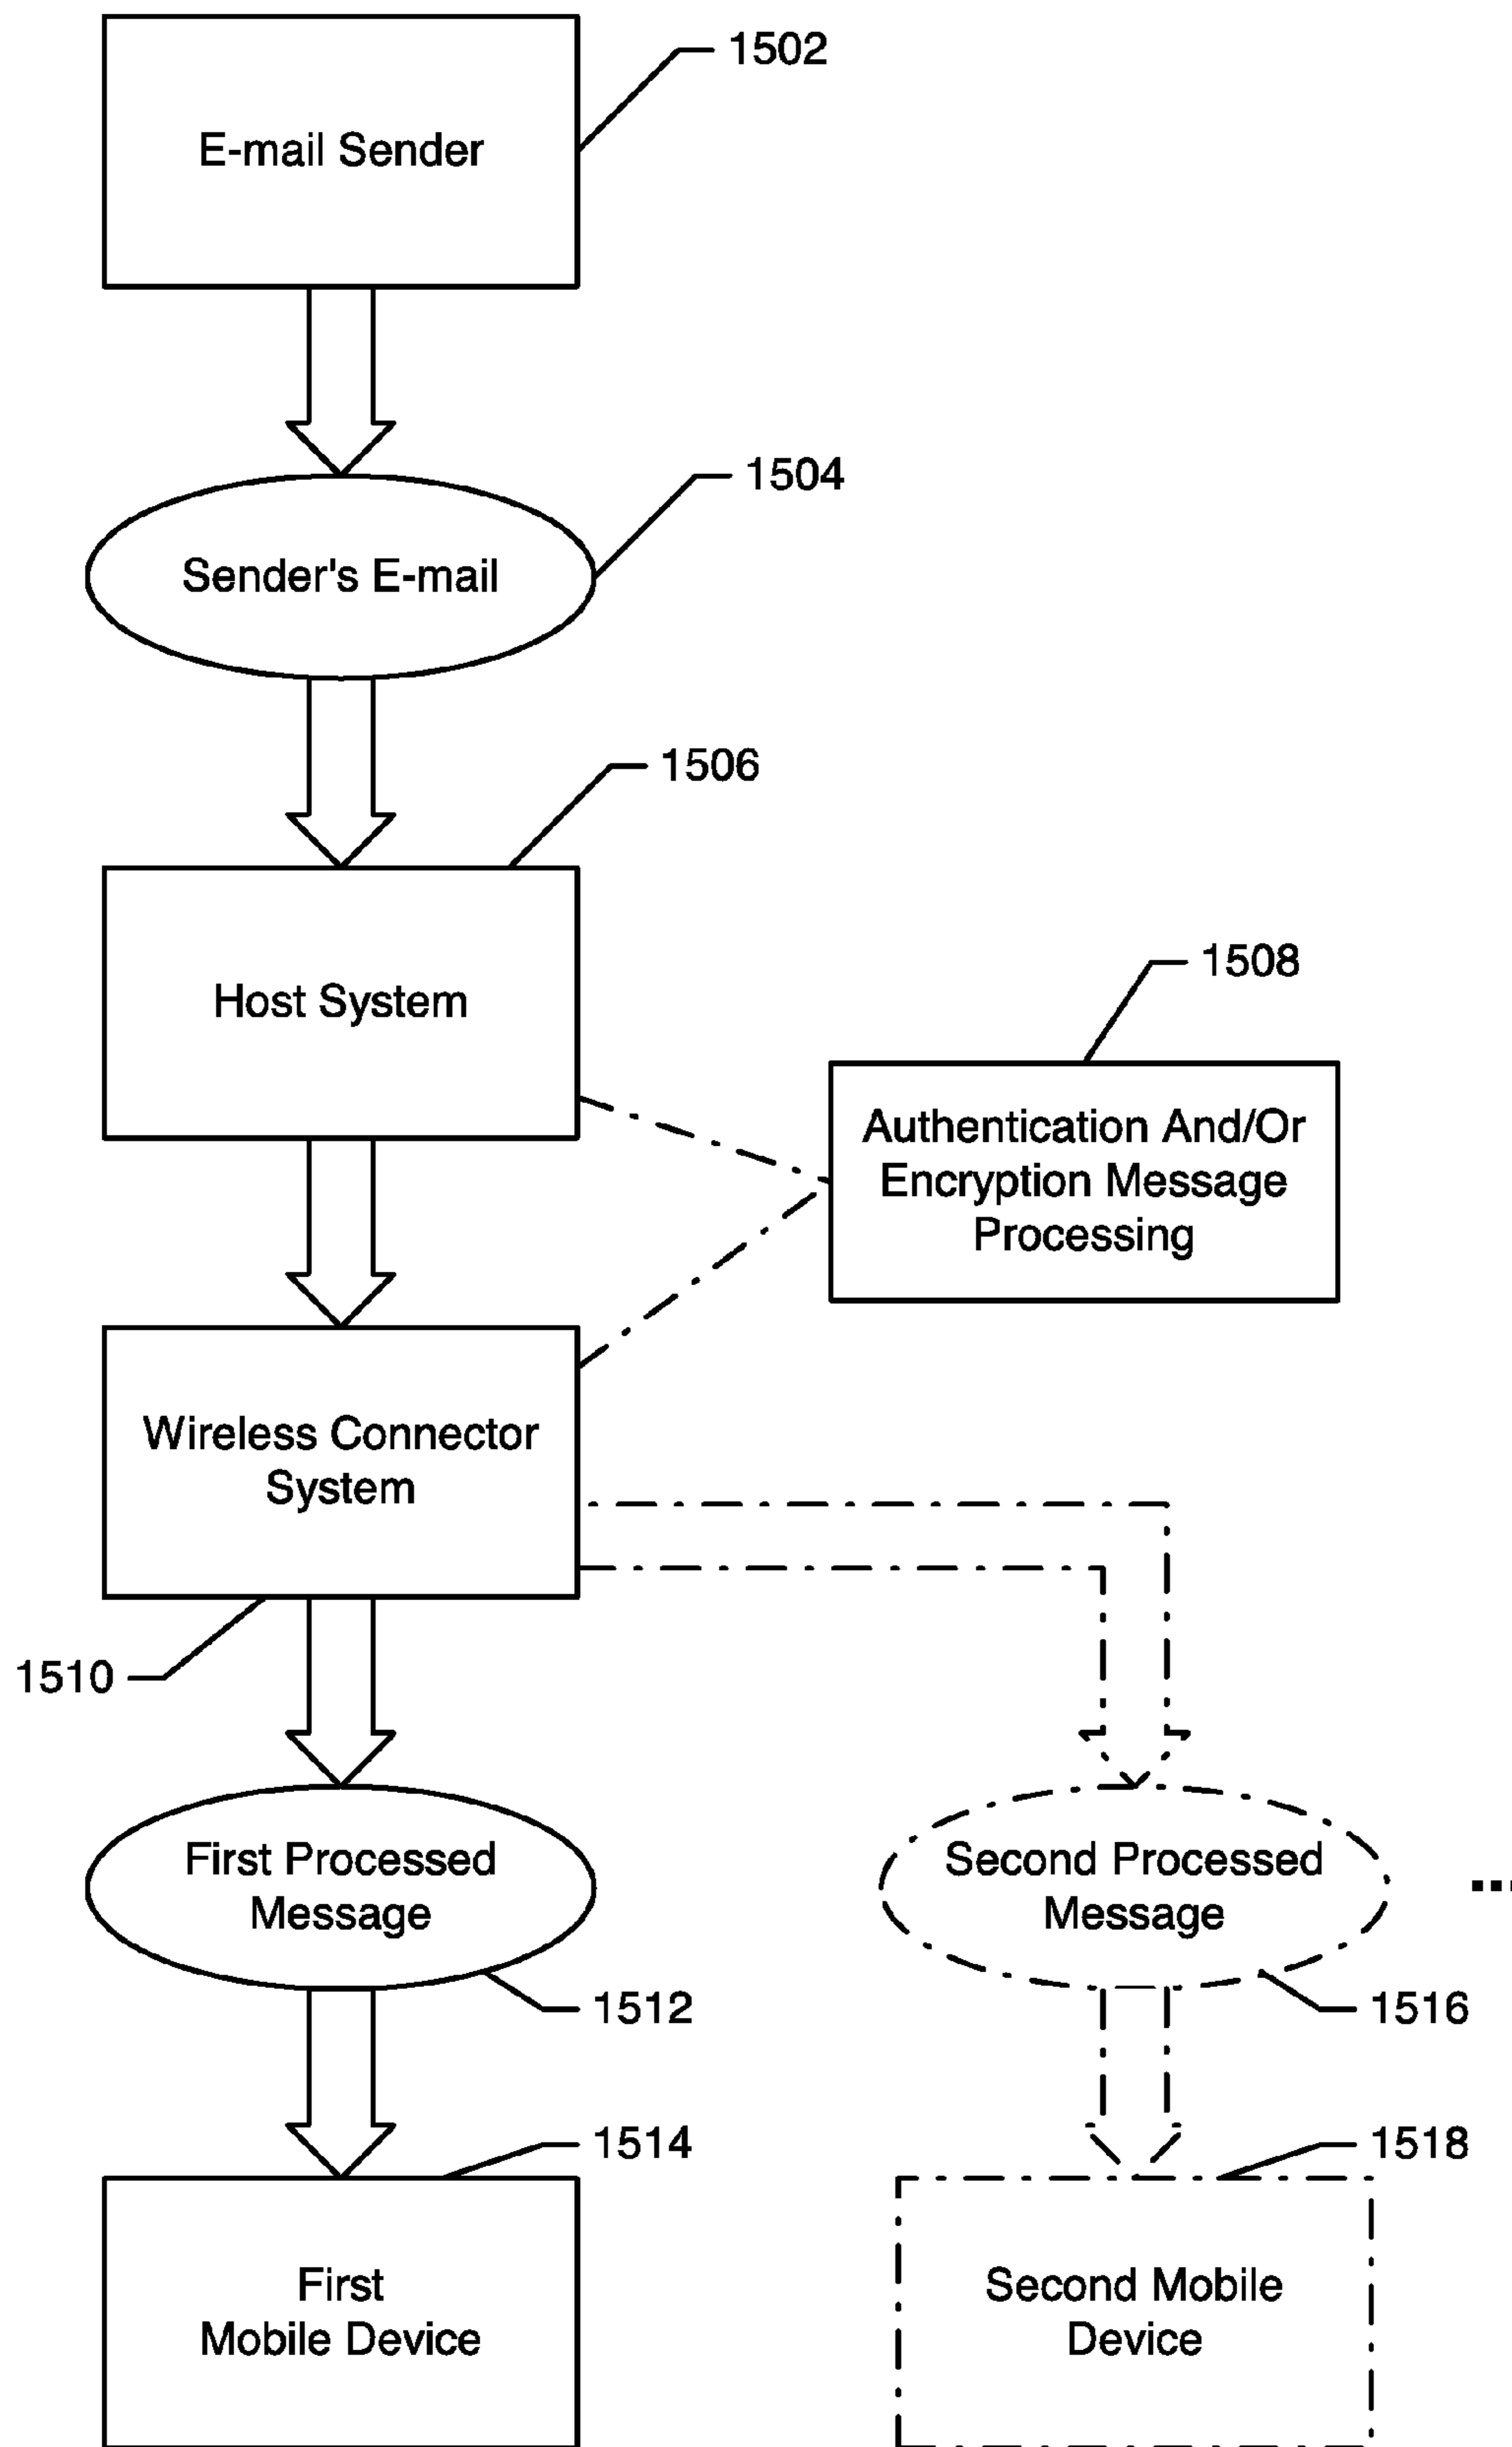 1502
E-mail Sender
1504
Sender's E-mail
1506
Host System
1508
Authentication And/Or
Encryption Message
Processing
Wireless Connector
System
1510
First Processed
Message
Second Processed
Message
...
1512
1516
1514
1518
First
Mobile Device
Second Mobile
Device